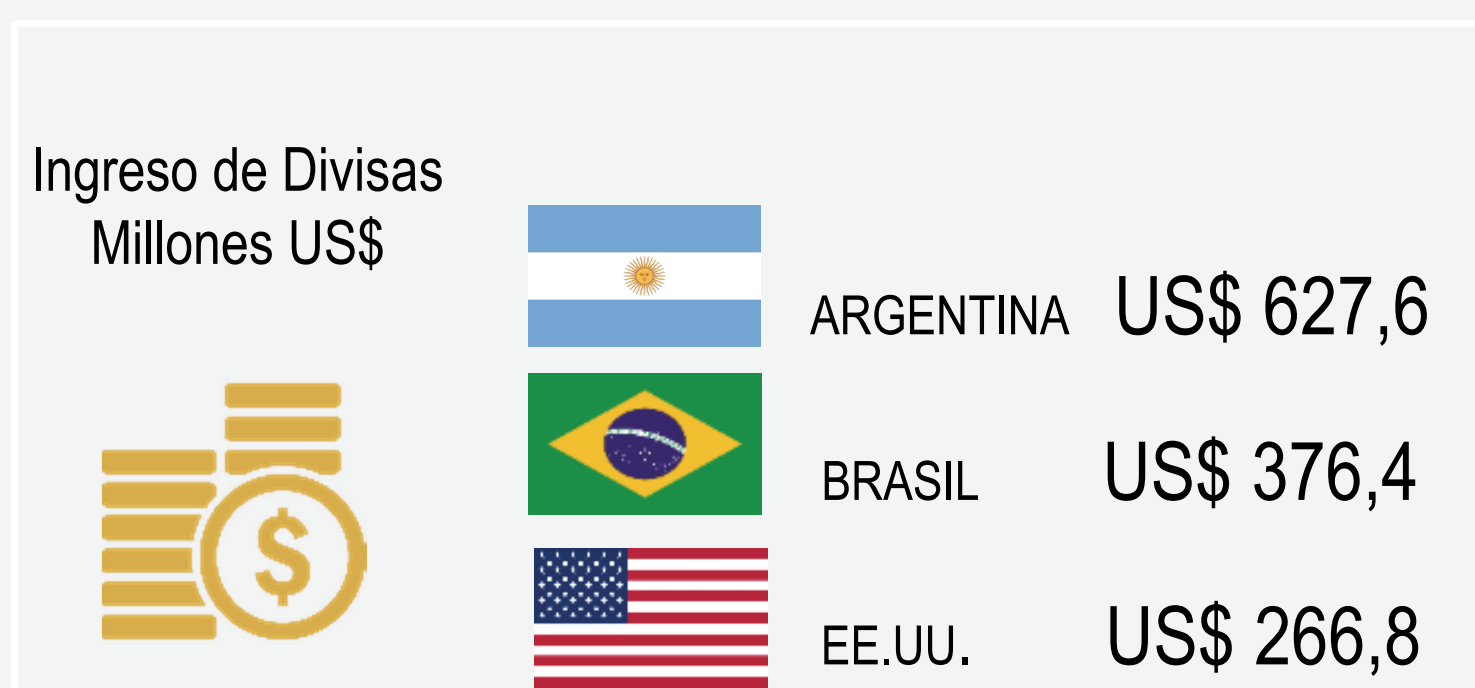 Ingreso de Divisas
Millones US$
ARGENTINA US$ 627,6
BRASIL US$ 376,4
$
EE.UU. US$ 266,8